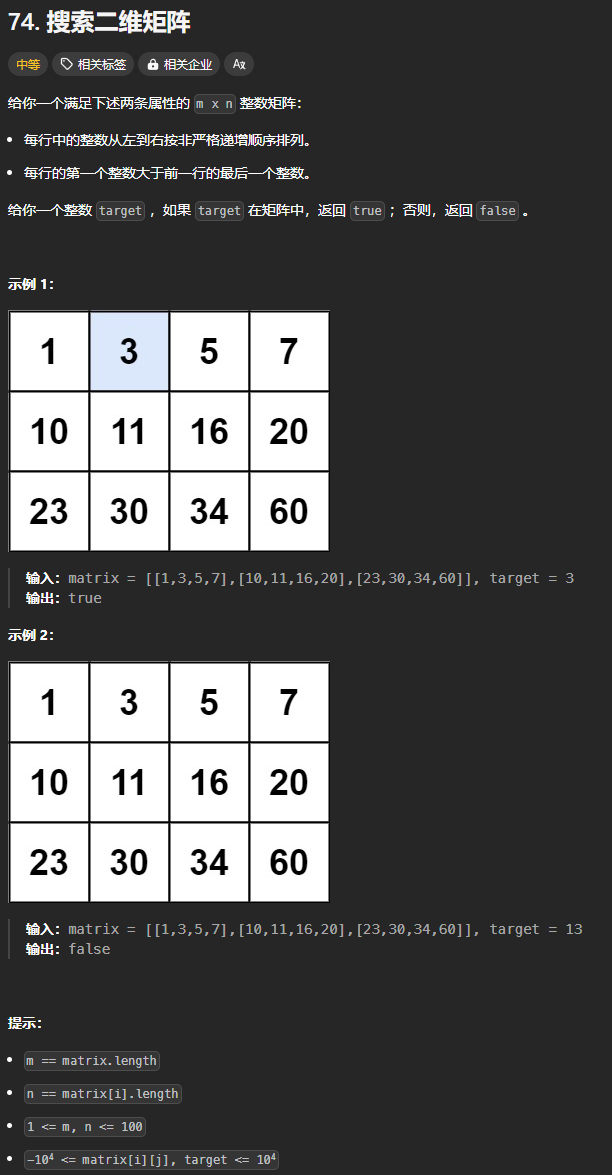 74. 搜索二维矩阵
中等 相关标签 相关企业 Aя
给你一个满足下述两条属性的 m x n 整数矩阵：
每行中的整数从左到右按非严格递增顺序排列。
每行的第一个整数大于前一行的最后一个整数。
给你一个整数 target ，如果 target 在矩阵中，返回 true ；否则，返回 false 。
示例 1：
1 3 5 7
10 11 16 20
23 30 34 60
输入：matrix = [[1,3,5,7],[10,11,16,20],[23,30,34,60]], target = 3
输出：true
示例 2：
1 3 5 7
10 11 16 20
23 30 34 60
输入：matrix = [[1,3,5,7],[10,11,16,20],[23,30,34,60]], target = 13
输出：false
提示：
m == matrix.length
n == matrix[i].length
1 <= m, n <= 100
-10⁴ <= matrix[i][j], target <= 10⁴